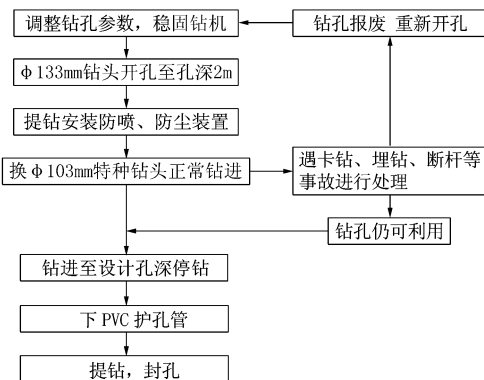 调整钻孔参数，稳固钻机
钻孔报废 重新开孔
φ133mm钻头开孔至孔深2m
提钻安装防喷、防尘装置
换φ103mm特种钻头正常钻进
遇卡钻、埋钻、断杆等
事故进行处理
钻孔仍可利用
钻进至设计孔深停钻
下PVC护孔管
提钻，封孔